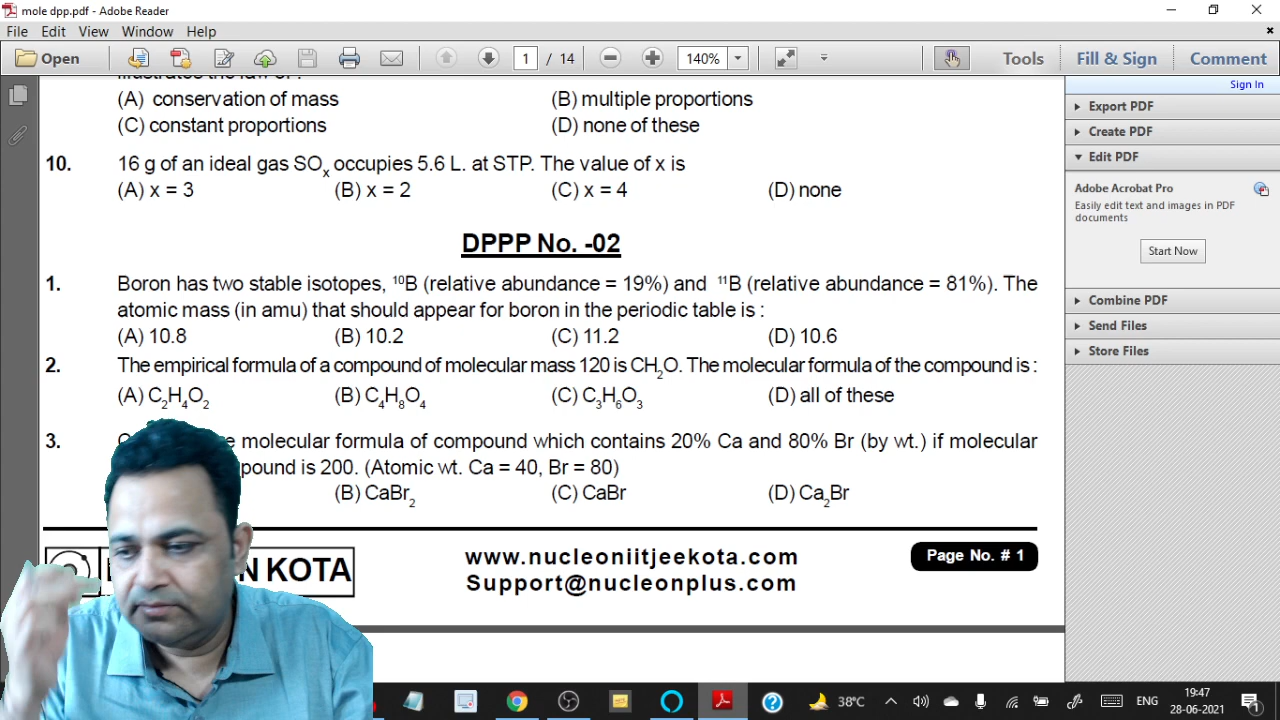 mole dpp.pdf - Adobe Reader
File Edit View Window Help
Open 1 / 14 140% Tools Fill & Sign Comment
Sign In
Export PDF
Create PDF
Edit PDF
Adobe Acrobat Pro
Easily edit text and images in PDF
documents
Start Now
Combine PDF
Send Files
Store Files
illustrates the law of :
(A) conservation of mass (B) multiple proportions
(C) constant proportions (D) none of these
10. 16 g of an ideal gas SOx occupies 5.6 L. at STP. The value of x is
(A) x = 3 (B) x = 2 (C) x = 4 (D) none
DPPP No. -02
1. Boron has two stable isotopes, ¹⁰B (relative abundance = 19%) and ¹¹B (relative abundance = 81%). The
atomic mass (in amu) that should appear for boron in the periodic table is :
(A) 10.8 (B) 10.2 (C) 11.2 (D) 10.6
2. The empirical formula of a compound of molecular mass 120 is CH₂O. The molecular formula of the compound is :
(A) C₂H₄O₂ (B) C₄H₈O₄ (C) C₃H₆O₃ (D) all of these
3. molecular formula of compound which contains 20% Ca and 80% Br (by wt.) if molecular
is 200. (Atomic wt. Ca = 40, Br = 80)
(B) CaBr₂ (C) CaBr (D) Ca₂Br
KOTA
www.nucleoniitjeekota.com
Support@nucleonplus.com
Page No. # 1
38°C ENG 19:47
28-06-2021